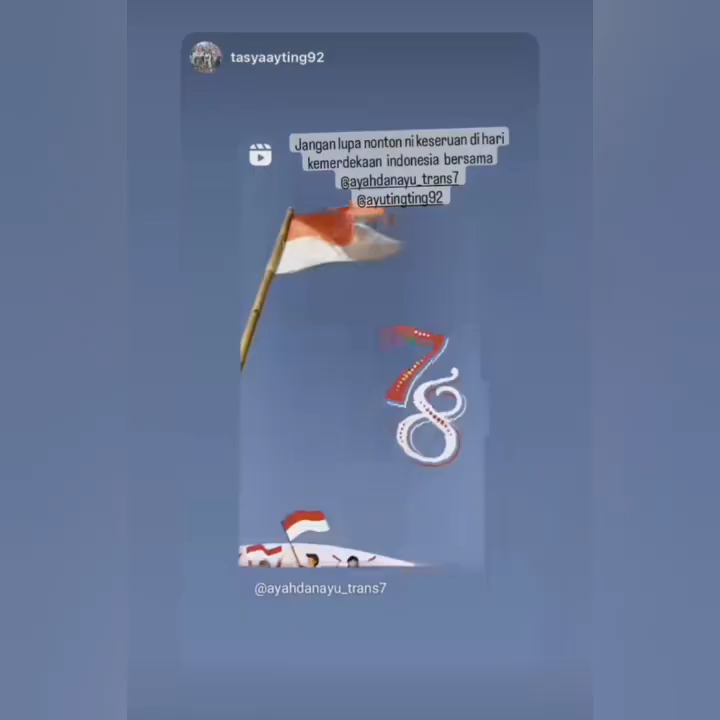 tasyaayting92
Jangan lupa nonton ni keseruan di hari
kemerdekaan indonesia bersama
@ayahdanayu_trans7
@ayutingting92
78
@ayahdanayu_trans7